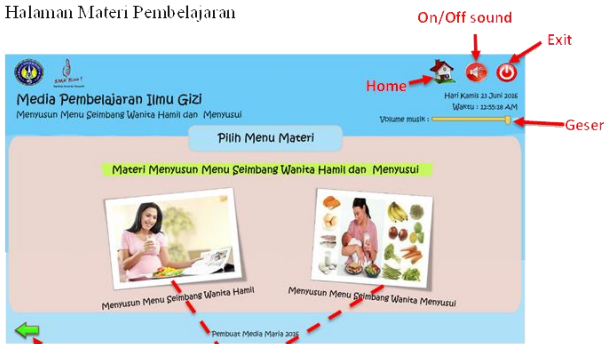 Halaman Materi Pembelajaran
On/Off sound
Exit
Home
Media Pembelajaran Ilmu Gizi
Menyusun Menu Seimbang Wanita Hamil dan Menyusui
Hari Kamis 23 Juni 2016
Waktu : 12:55:18 AM
Volume musik :
Geser
Pilih Menu Materi
Materi Menyusun Menu Seimbang Wanita Hamil dan Menyusui
Menyusun Menu Seimbang Wanita Hamil
Menyusun Menu Seimbang Wanita Menyusui
Pembuat Media Maria 2016